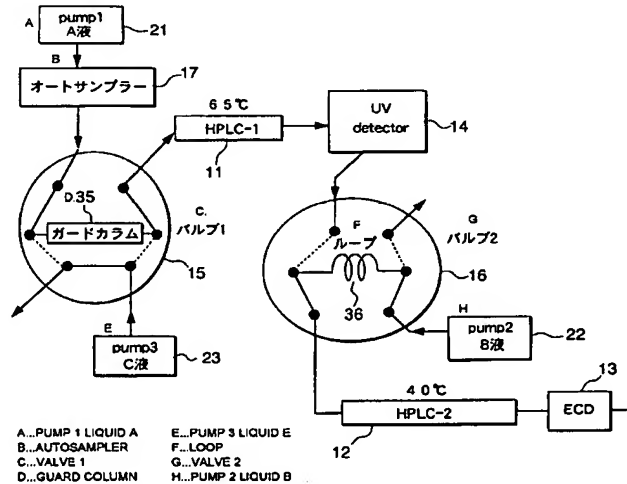 A
pump1
A液
21
B
オートサンプラー
17
65℃
HPLC-1
11
UV
detector
14
D.35
ガードカラム
C.
バルブ1
15
F
ループ
36
G
バルブ2
16
E
pump3
C液
23
H
pump2
B液
22
40℃
HPLC-2
12
13
ECD
A...PUMP 1 LIQUID A
B...AUTOSAMPLER
C...VALVE 1
D...GUARD COLUMN
E...PUMP 3 LIQUID E
F...LOOP
G...VALVE 2
H...PUMP 2 LIQUID B